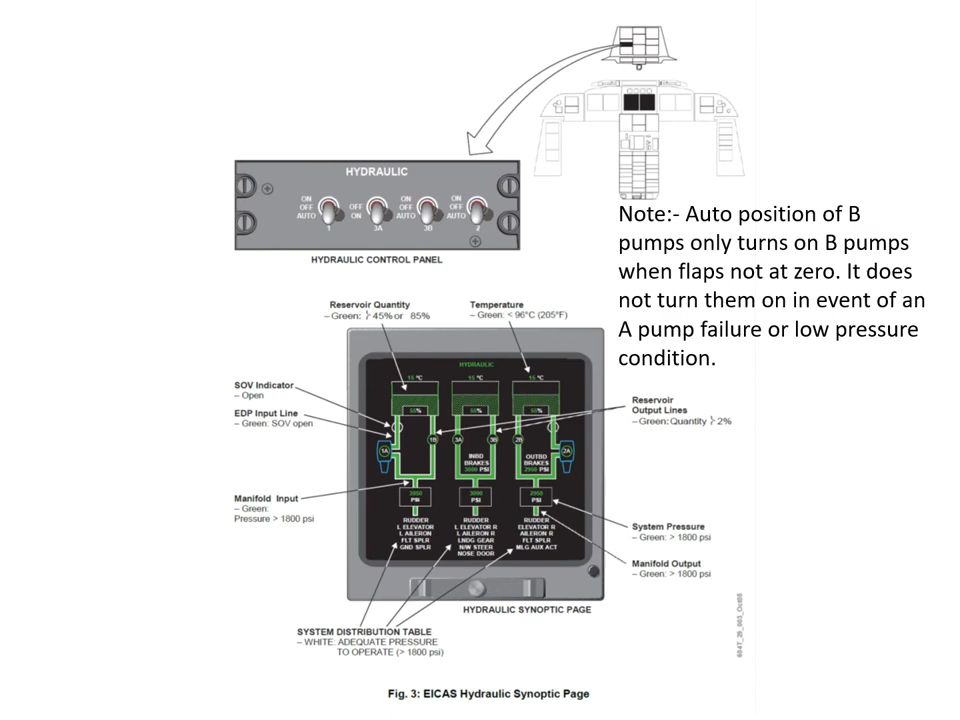 HYDRAULIC
ON
OFF
AUTO
1
OFF
ON
3A
ON
OFF
AUTO
3B
ON
OFF
AUTO
2
HYDRAULIC CONTROL PANEL
Note:- Auto position of B
pumps only turns on B pumps
when flaps not at zero. It does
not turn them on in event of an
A pump failure or low pressure
condition.
Reservoir Quantity
– Green: } 45% or 85%
Temperature
– Green: < 96°C (205°F)
SOV Indicator
– Open
EDP Input Line
– Green: SOV open
Manifold Input
– Green:
Pressure > 1800 psi
Reservoir
Output Lines
– Green: Quantity } 2%
System Pressure
– Green: > 1800 psi
Manifold Output
– Green: > 1800 psi
HYDRAULIC
15 °C 15 °C 15 °C
55% 55% 55%
1A 1B 3A 3B 2B 2A
INBD
BRAKES
3000 PSI
OUTBD
BRAKES
2950 PSI
3050
PSI
3000
PSI
2950
PSI
RUDDER
L ELEVATOR
L AILERON
FLT SPLR
GND SPLR
RUDDER
L ELEVATOR R
L AILERON R
LNDG GEAR
N/W STEER
NOSE DOOR
RUDDER
ELEVATOR R
AILERON R
FLT SPLR
MLG AUX ACT
HYDRAULIC SYNOPTIC PAGE
SYSTEM DISTRIBUTION TABLE
– WHITE: ADEQUATE PRESSURE
TO OPERATE (> 1800 psi)
Fig. 3: EICAS Hydraulic Synoptic Page